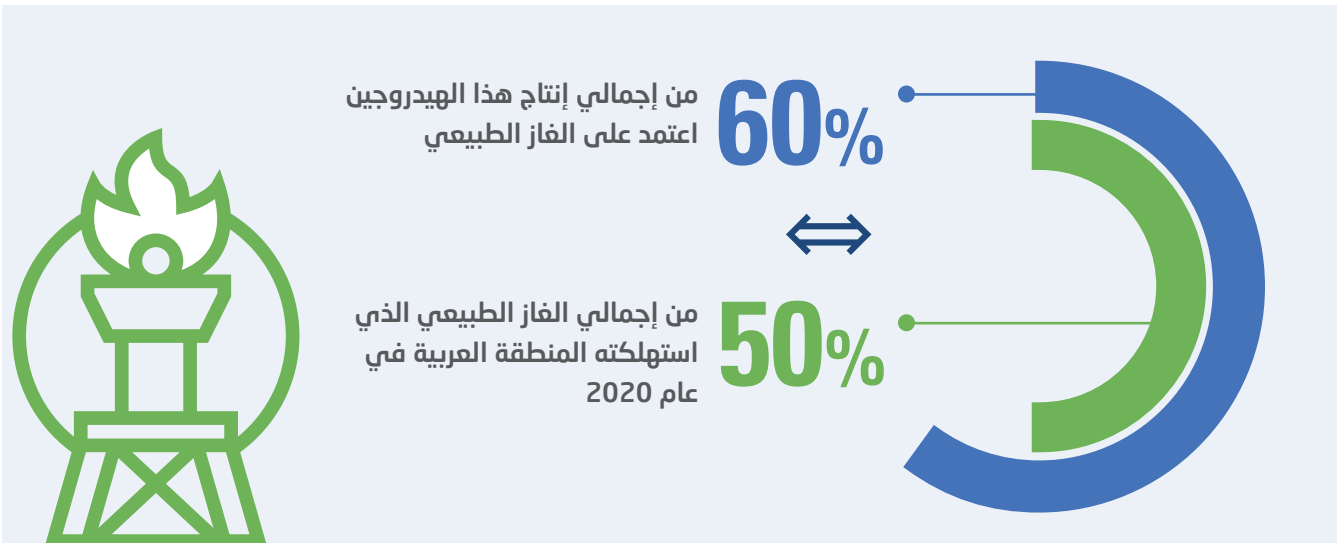 60%
من إجمالي إنتاج هذا الهيدروجين
اعتمد على الغاز الطبيعي
50%
من إجمالي الغاز الطبيعي الذي
استهلكته المنطقة العربية في
عام 2020